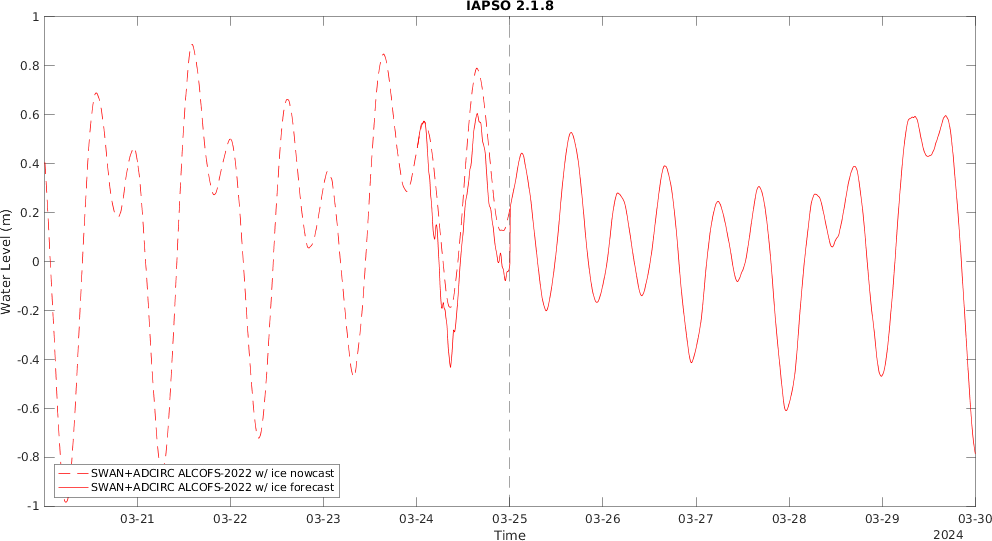 IAPSO 2.1.8
1
0.8
0.6
0.4
0.2
0
-0.2
-0.4
-0.6
-0.8
-1
Water Level (m)
SWAN+ADCIRC ALCOFS-2022 w/ ice nowcast
SWAN+ADCIRC ALCOFS-2022 w/ ice forecast
03-21 03-22 03-23 03-24 03-25 03-26 03-27 03-28 03-29 03-30
Time
2024